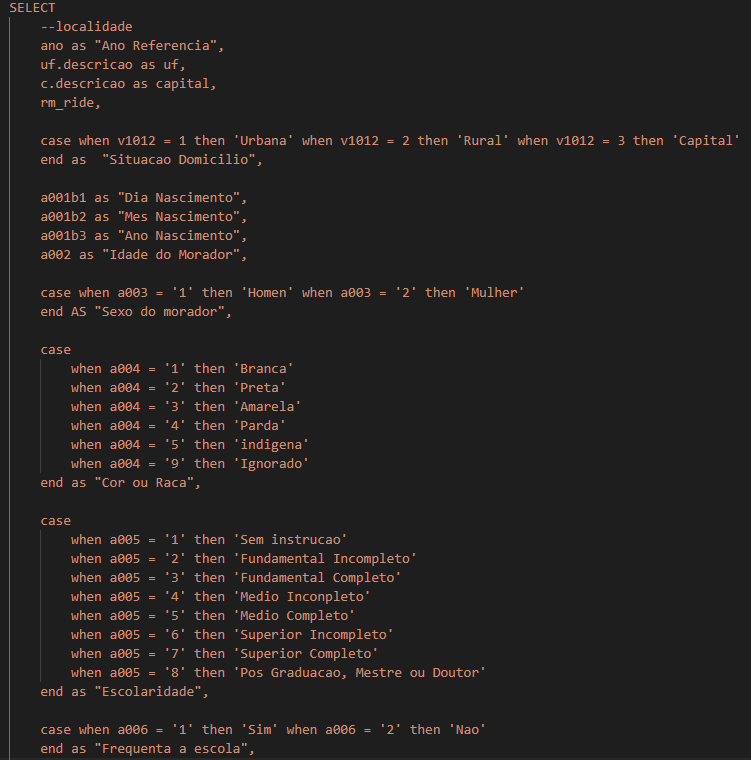 SELECT
--localidade
ano as "Ano Referencia",
uf.descricao as uf,
c.descricao as capital,
rm_ride,
case when v1012 = 1 then 'Urbana' when v1012 = 2 then 'Rural' when v1012 = 3 then 'Capital'
end as  "Situacao Domicilio",
a001b1 as "Dia Nascimento",
a001b2 as "Mes Nascimento",
a001b3 as "Ano Nascimento",
a002 as "Idade do Morador",
case when a003 = '1' then 'Homen' when a003 = '2' then 'Mulher'
end AS "Sexo do morador",
case
when a004 = '1' then 'Branca'
when a004 = '2' then 'Preta'
when a004 = '3' then 'Amarela'
when a004 = '4' then 'Parda'
when a004 = '5' then 'indigena'
when a004 = '9' then 'Ignorado'
end as "Cor ou Raca",
case
when a005 = '1' then 'Sem instrucao'
when a005 = '2' then 'Fundamental Incompleto'
when a005 = '3' then 'Fundamental Completo'
when a005 = '4' then 'Medio Inconpleto'
when a005 = '5' then 'Medio Completo'
when a005 = '6' then 'Superior Incompleto'
when a005 = '7' then 'Superior Completo'
when a005 = '8' then 'Pos Graduacao, Mestre ou Doutor'
end as "Escolaridade",
case when a006 = '1' then 'Sim' when a006 = '2' then 'Nao'
end as "Frequenta a escola",